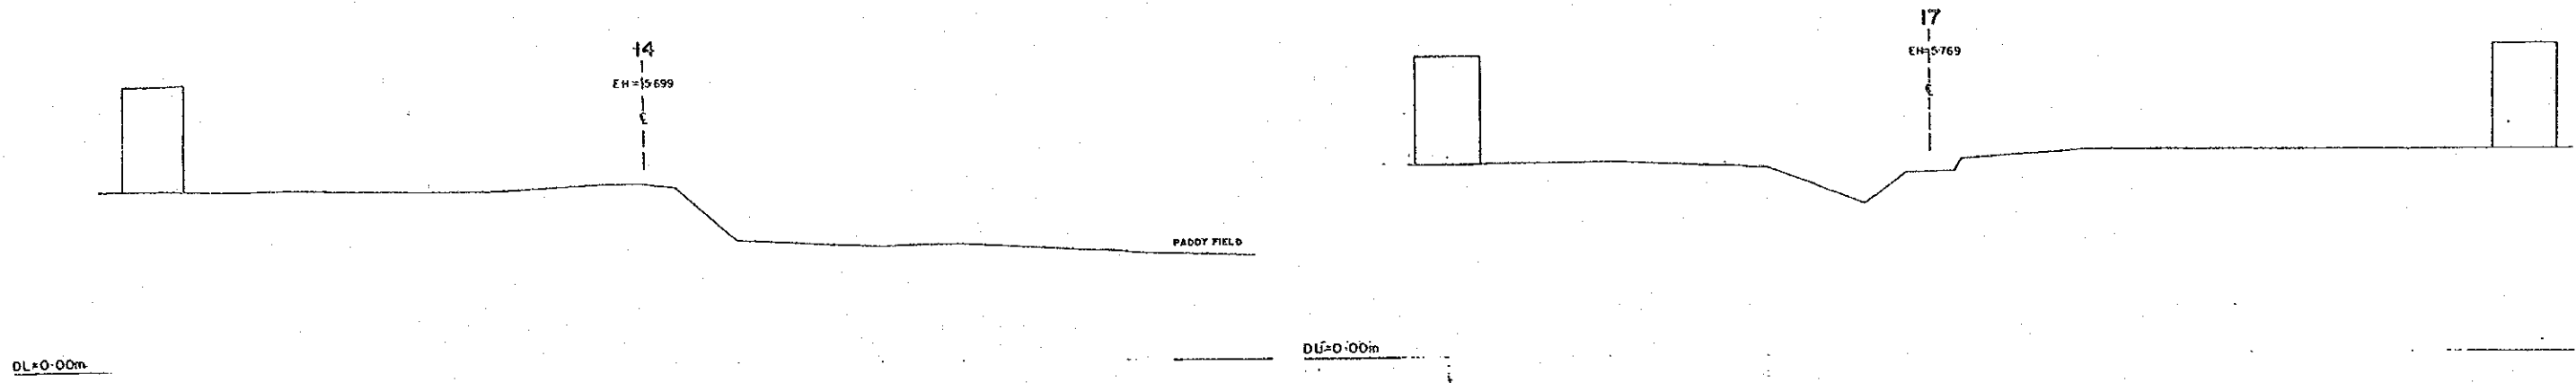 14
EH=5.699
℄
PADDY FIELD
DL=0.00m
17
EH=5.769
℄
DL=0.00m